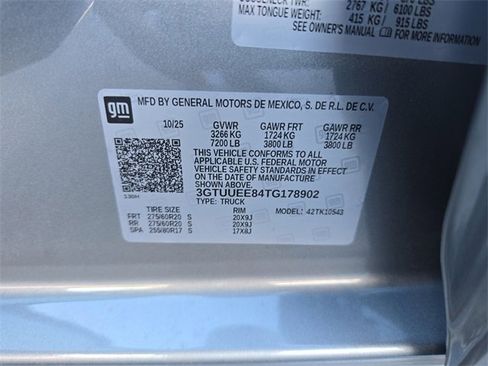 2767 KG / 6100 LBS
MAX TONGUE WEIGHT: 415 KG / 915 LBS
SEE OWNER'S MANUAL FOR MORE INFORMATION
gm
MFD BY GENERAL MOTORS DE MEXICO, S. DE R.L. DE C.V.
10/25 GVWR GAWR FRT GAWR RR
3266 KG 1724 KG 1724 KG
7200 LB 3800 LB 3800 LB
THIS VEHICLE CONFORMS TO ALL
APPLICABLE U.S. FEDERAL MOTOR
VEHICLE SAFETY STANDARDS IN
EFFECT ON THE DATE OF
MANUFACTURE SHOWN ABOVE.
3GTUUEE84TG178902
TYPE: TRUCK
TIRE SIZE RIM MODEL: 42TK10543
FRT 275/60R20 S 20X9J
RR 275/60R20 S 20X9J
SPA 255/80R17 S 17X8J